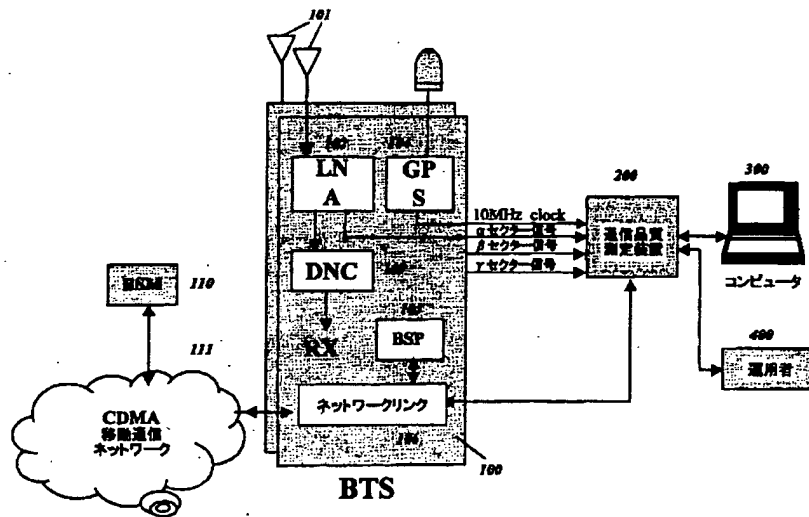 101
LN
A
GP
S
200
300
10MHz clock
αセクター信号
βセクター信号
γセクター信号
通信品質
測定装置
コンピュータ
DNC
110
RX
BSP
111
400
運用者
CDMA
移動通信
ネットワーク
ネットワークリンク
106
100
BTS